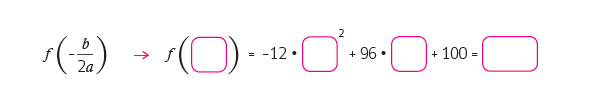 f(-b/2a) → f(□) = -12 • □² + 96 • □ + 100 = □